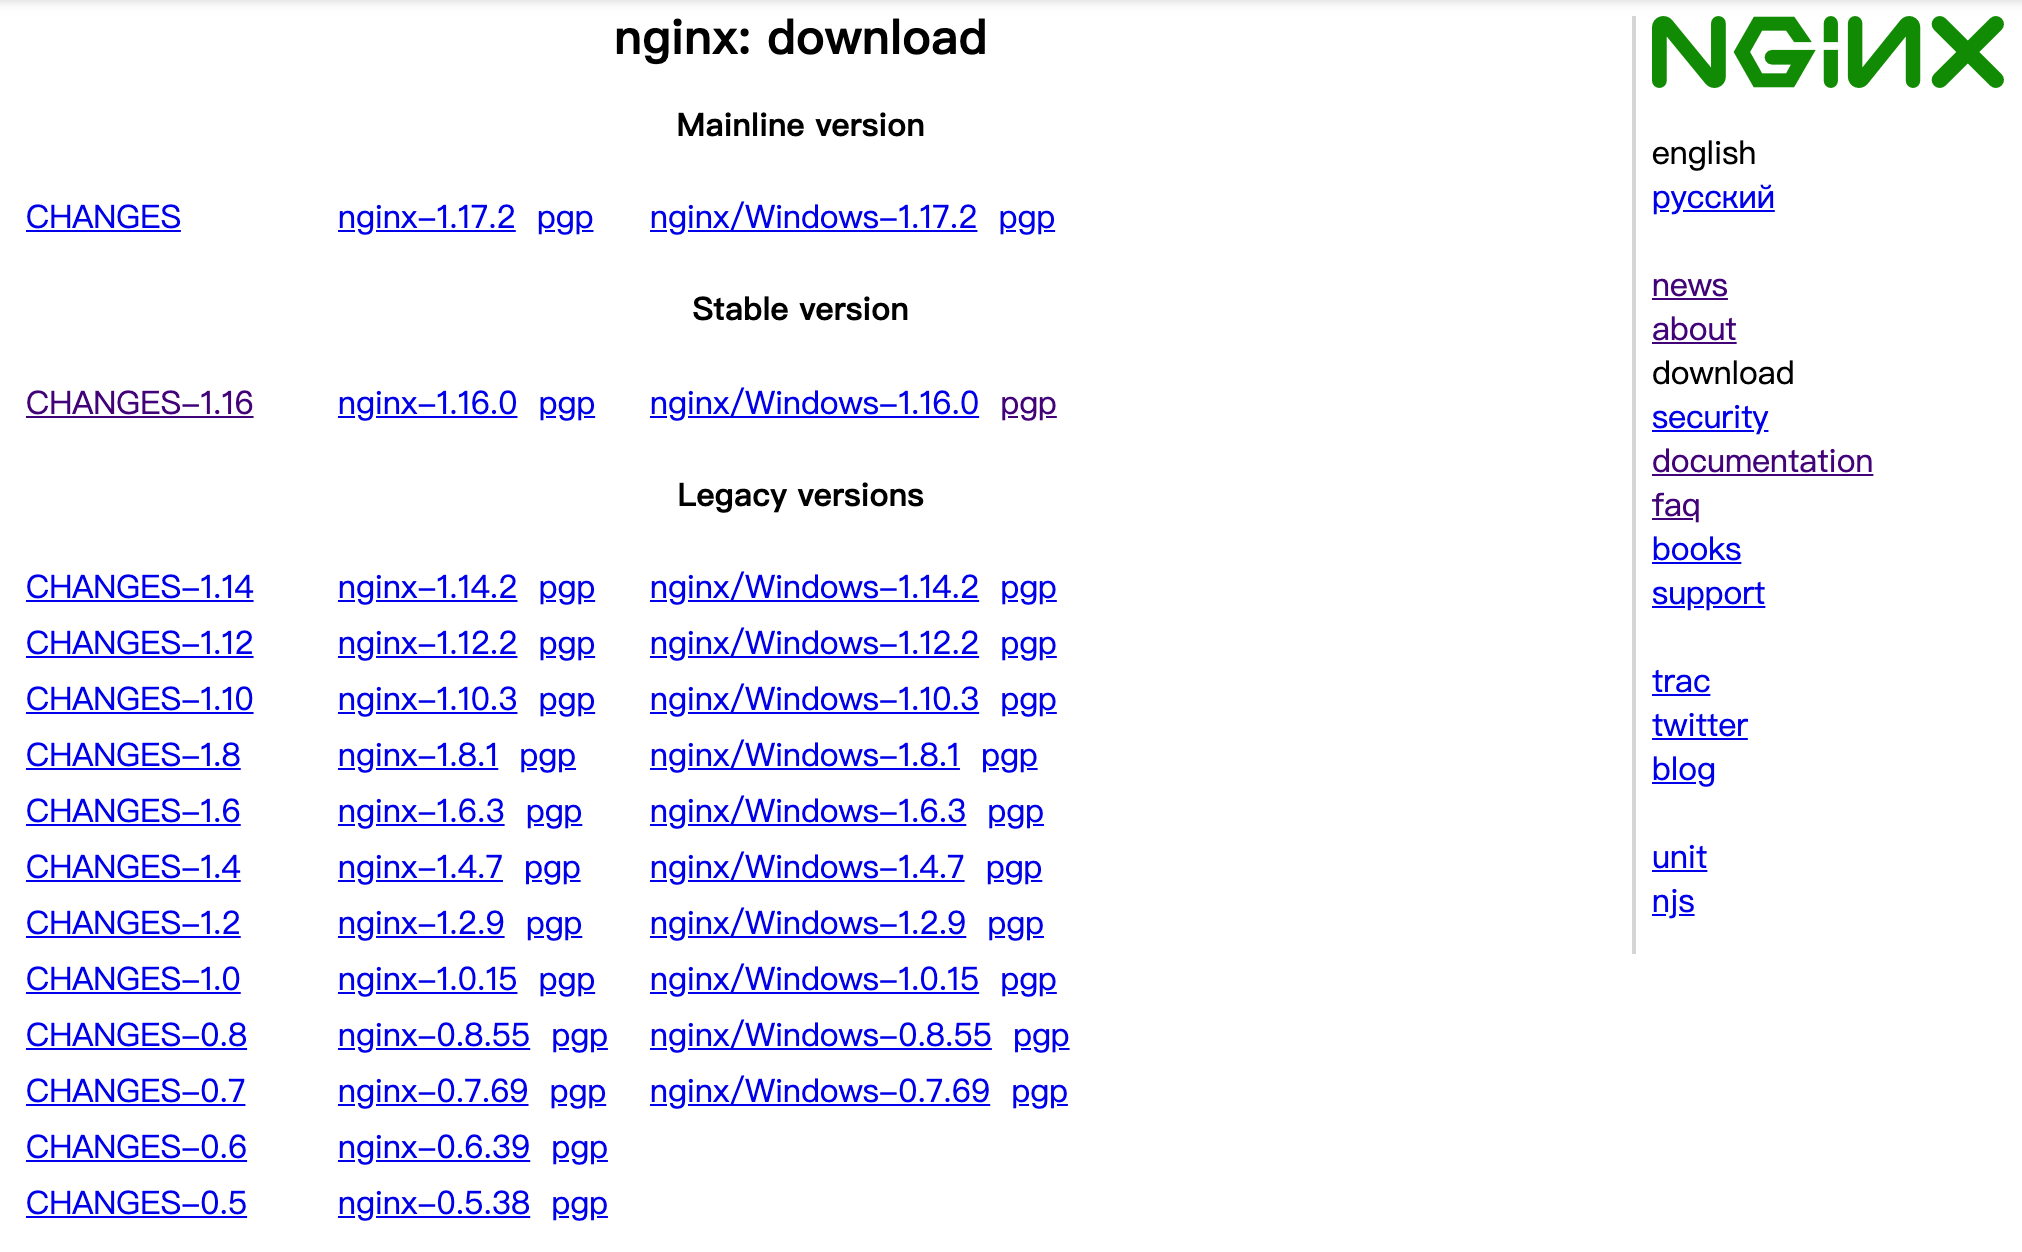 nginx: download
Mainline version
CHANGES nginx-1.17.2 pgp nginx/Windows-1.17.2 pgp
Stable version
CHANGES-1.16 nginx-1.16.0 pgp nginx/Windows-1.16.0 pgp
Legacy versions
CHANGES-1.14 nginx-1.14.2 pgp nginx/Windows-1.14.2 pgp
CHANGES-1.12 nginx-1.12.2 pgp nginx/Windows-1.12.2 pgp
CHANGES-1.10 nginx-1.10.3 pgp nginx/Windows-1.10.3 pgp
CHANGES-1.8 nginx-1.8.1 pgp nginx/Windows-1.8.1 pgp
CHANGES-1.6 nginx-1.6.3 pgp nginx/Windows-1.6.3 pgp
CHANGES-1.4 nginx-1.4.7 pgp nginx/Windows-1.4.7 pgp
CHANGES-1.2 nginx-1.2.9 pgp nginx/Windows-1.2.9 pgp
CHANGES-1.0 nginx-1.0.15 pgp nginx/Windows-1.0.15 pgp
CHANGES-0.8 nginx-0.8.55 pgp nginx/Windows-0.8.55 pgp
CHANGES-0.7 nginx-0.7.69 pgp nginx/Windows-0.7.69 pgp
CHANGES-0.6 nginx-0.6.39 pgp
CHANGES-0.5 nginx-0.5.38 pgp
NGiNX
english
русский
news
about
download
security
documentation
faq
books
support
trac
twitter
blog
unit
njs